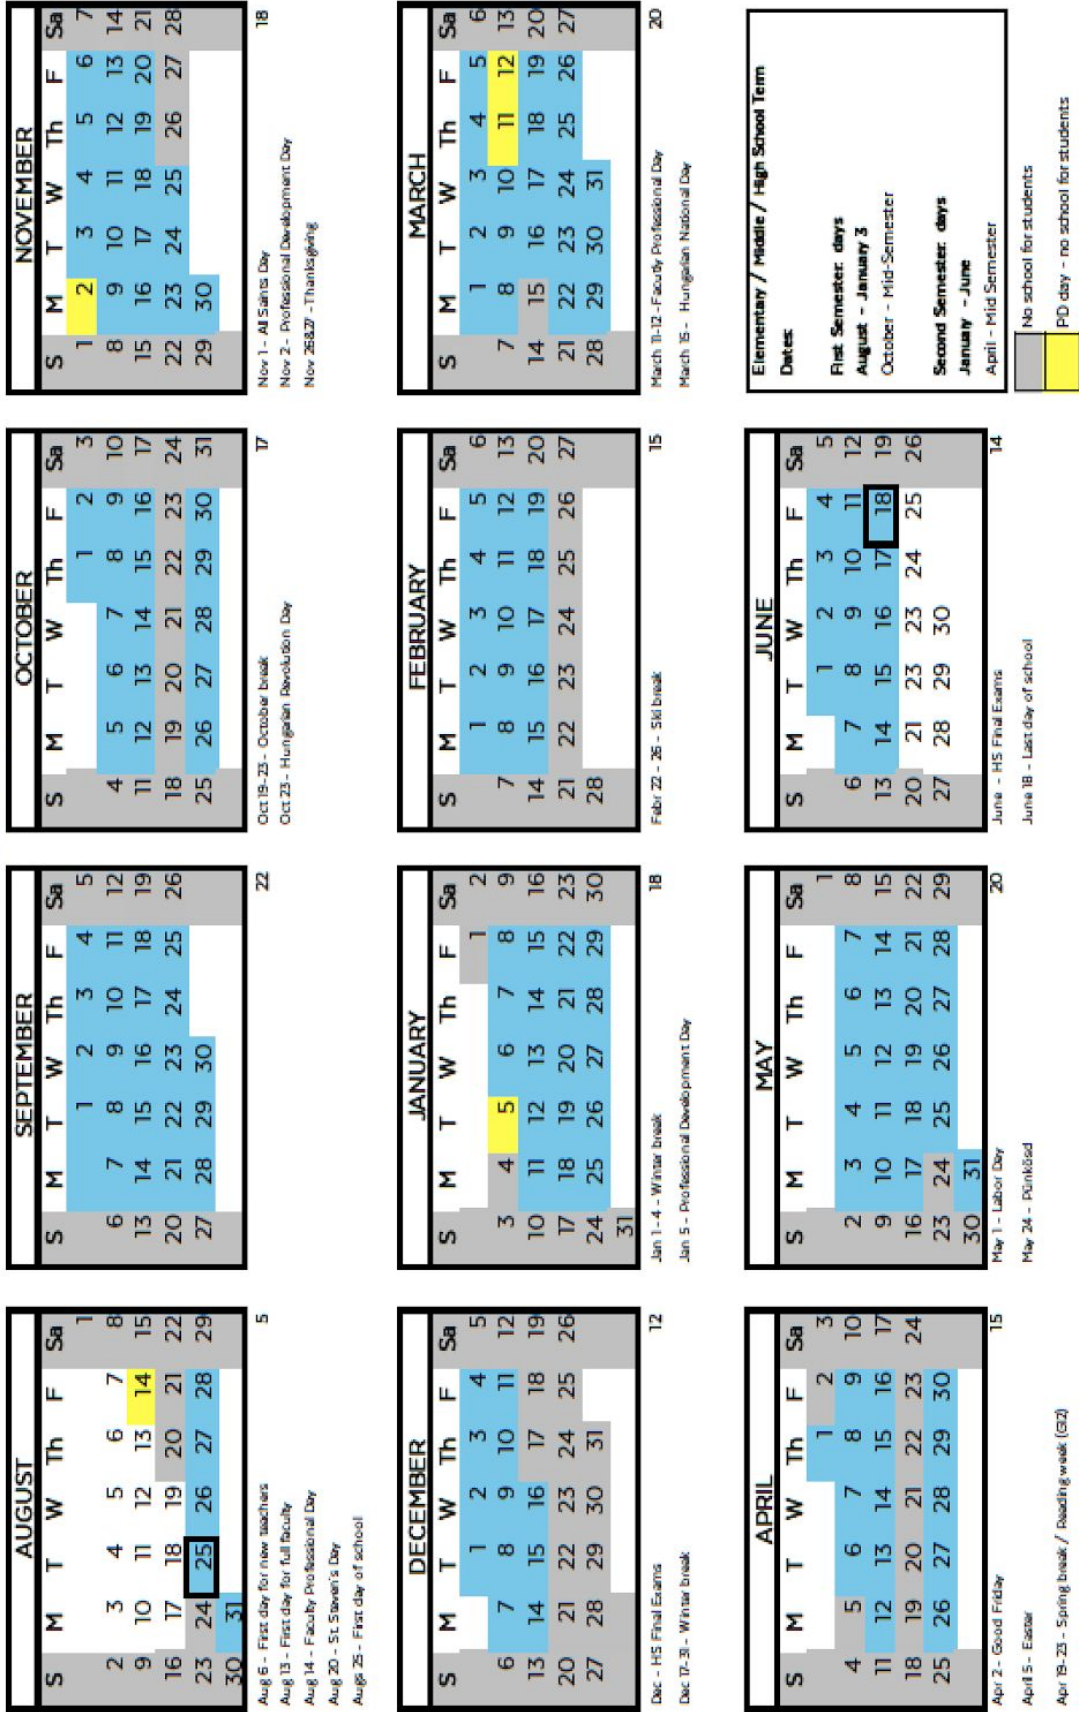 AUGUST
S M T W Th F Sa
1
2 3 4 5 6 7 8
9 10 11 12 13 14 15
16 17 18 19 20 21 22
23 24 25 26 27 28 29
30 31
Aug 6 - First day for new teachers
Aug 13 - First day for full faculty
Aug 14 - Faculty Professional Day
Aug 20 - St. Steven's Day
Augs 25 - First day of school
5
SEPTEMBER
S M T W Th F Sa
1 2 3 4 5
6 7 8 9 10 11 12
13 14 15 16 17 18 19
20 21 22 23 24 25 26
27 28 29 30
22
OCTOBER
S M T W Th F Sa
1 2 3
4 5 6 7 8 9 10
11 12 13 14 15 16 17
18 19 20 21 22 23 24
25 26 27 28 29 30 31
Oct 19-23 - October break
Oct 23 - Hungarian Revolution Day
17
NOVEMBER
S M T W Th F Sa
1 2 3 4 5 6 7
8 9 10 11 12 13 14
15 16 17 18 19 20 21
22 23 24 25 26 27 28
29 30
Nov 1 - All Saints Day
Nov 2 - Professional Development Day
Nov 26&27 - Thanksgiving
18
DECEMBER
S M T W Th F Sa
1 2 3 4 5
6 7 8 9 10 11 12
13 14 15 16 17 18 19
20 21 22 23 24 25 26
27 28 29 30 31
Dec - HS Final Exams
Dec 17-31 - Winter break
12
JANUARY
S M T W Th F Sa
1 2
3 4 5 6 7 8 9
10 11 12 13 14 15 16
17 18 19 20 21 22 23
24 25 26 27 28 29 30
31
Jan 1 - 4 - Winter break
Jan 5 - Professional Development Day
18
FEBRUARY
S M T W Th F Sa
1 2 3 4 5 6
7 8 9 10 11 12 13
14 15 16 17 18 19 20
21 22 23 24 25 26 27
28
Febr 22 - 26 - Ski break
15
MARCH
S M T W Th F Sa
1 2 3 4 5 6
7 8 9 10 11 12 13
14 15 16 17 18 19 20
21 22 23 24 25 26 27
28 29 30 31
March 11-12 - Faculty Professional Day
March 15 - Hungarian National Day
20
APRIL
S M T W Th F Sa
1 2 3
4 5 6 7 8 9 10
11 12 13 14 15 16 17
18 19 20 21 22 23 24
25 26 27 28 29 30
Apr 2 - Good Friday
April 5 - Easter
Apr 19-23 - Spring break / Reading week (G12)
15
MAY
S M T W Th F Sa
1
2 3 4 5 6 7 8
9 10 11 12 13 14 15
16 17 18 19 20 21 22
23 24 25 26 27 28 29
30 31
May 1 - Labor Day
May 24 - Pünkösd
20
JUNE
S M T W Th F Sa
1 2 3 4 5
6 7 8 9 10 11 12
13 14 15 16 17 18 19
20 21 23 23 24 25 26
27 28 29 30
June - HS Final Exams
June 18 - Last day of school
14
Elementary / Middle / High School Term
Dates:
First Semester: days
August - January 3
October - Mid-Semester
Second Semester: days
January - June
April - Mid Semester
No school for students
PD day - no school for students